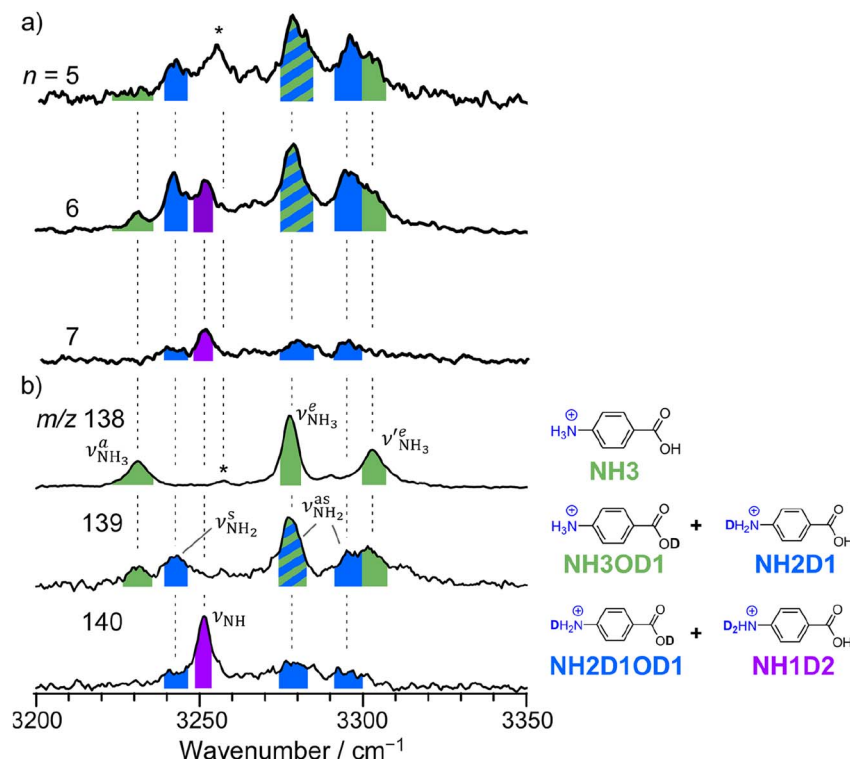 a)
*
n = 5
6
7
b)
m/z 138
ν^a_NH₃
*
ν^e_NH₃
ν′^e_NH₃
139
ν^s_NH₂
ν^as_NH₂
140
ν_NH
3200 3250 3300 3350
Wavenumber / cm⁻¹
⊕
H₃N
O
OH
NH3
⊕
H₃N
O
OD
NH3OD1
+
⊕
DH₂N
O
OH
NH2D1
⊕
DH₂N
O
OD
NH2D1OD1
+
⊕
D₂HN
O
OH
NH1D2